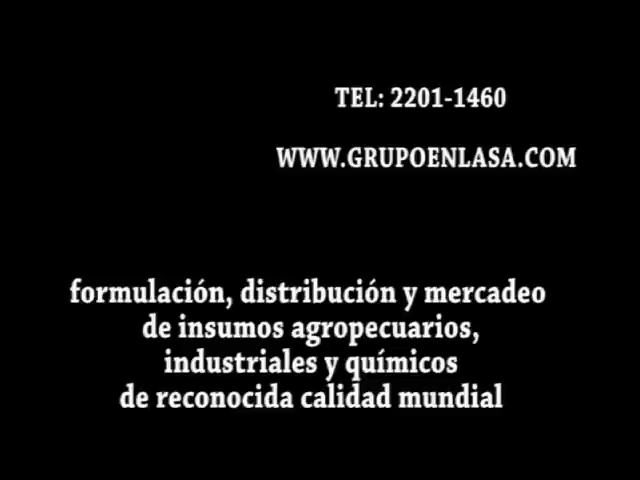 TEL: 2201-1460
WWW.GRUPOENLASA.COM
formulación, distribución y mercadeo
de insumos agropecuarios,
industriales y químicos
de reconocida calidad mundial